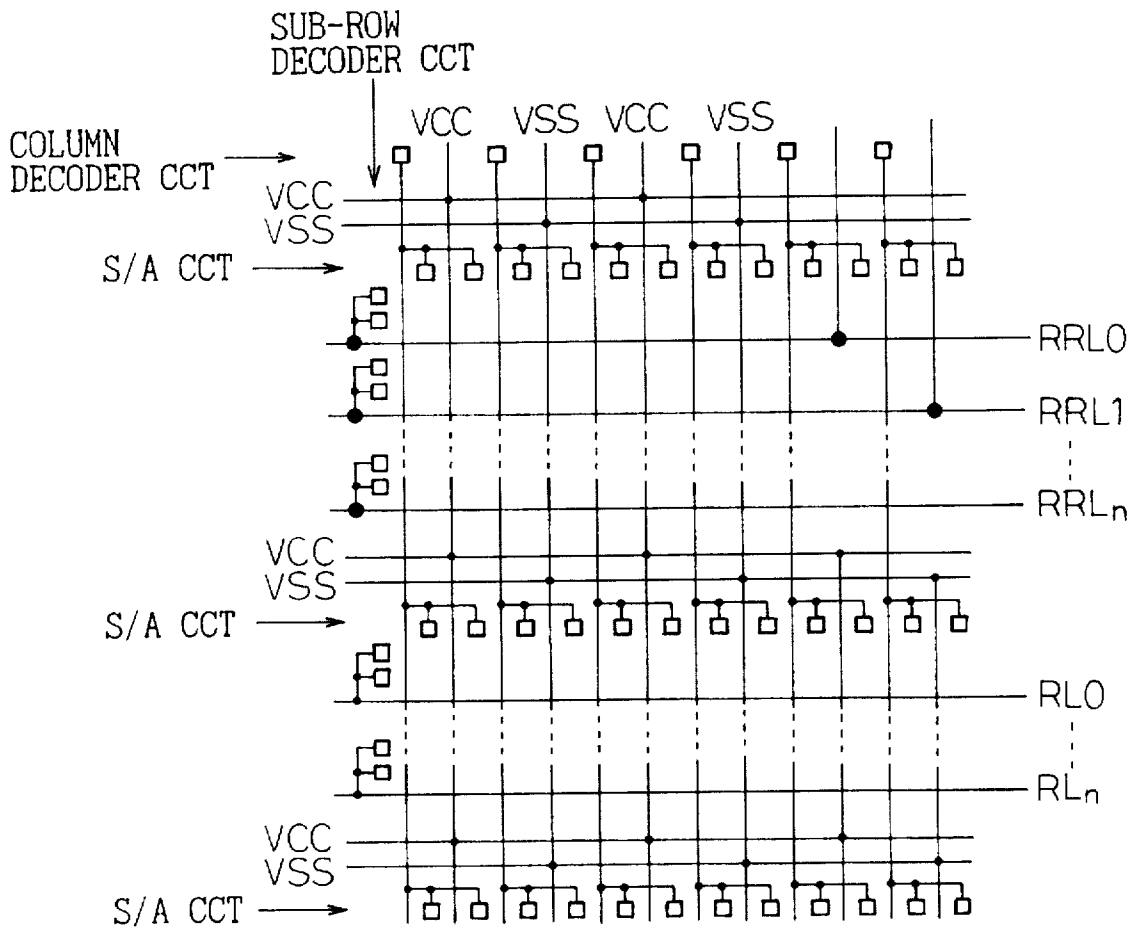 SUB-ROW
DECODER CCT
VCC VSS VCC VSS
COLUMN
DECODER CCT
VCC
VSS
S/A CCT
RRL0
RRL1
RRLn
VCC
VSS
S/A CCT
RL0
RLn
VCC
VSS
S/A CCT